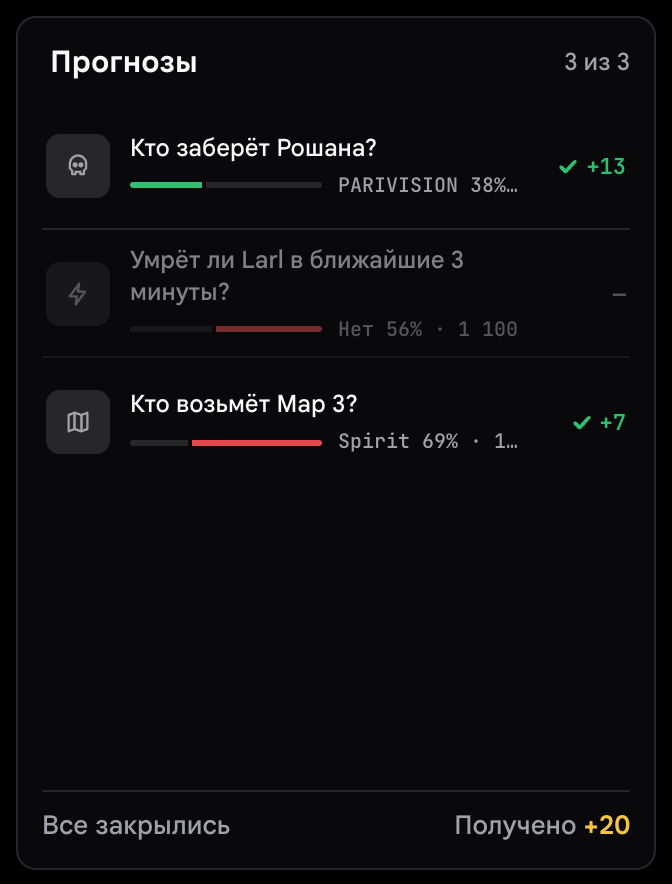 Прогнозы
3 из 3
Кто заберёт Рошана?
PARIVISION 38%…
+13
Умрёт ли Larl в ближайшие 3
минуты?
Нет 56% · 1 100
—
Кто возьмёт Map 3?
Spirit 69% · 1…
+7
Все закрылись
Получено +20